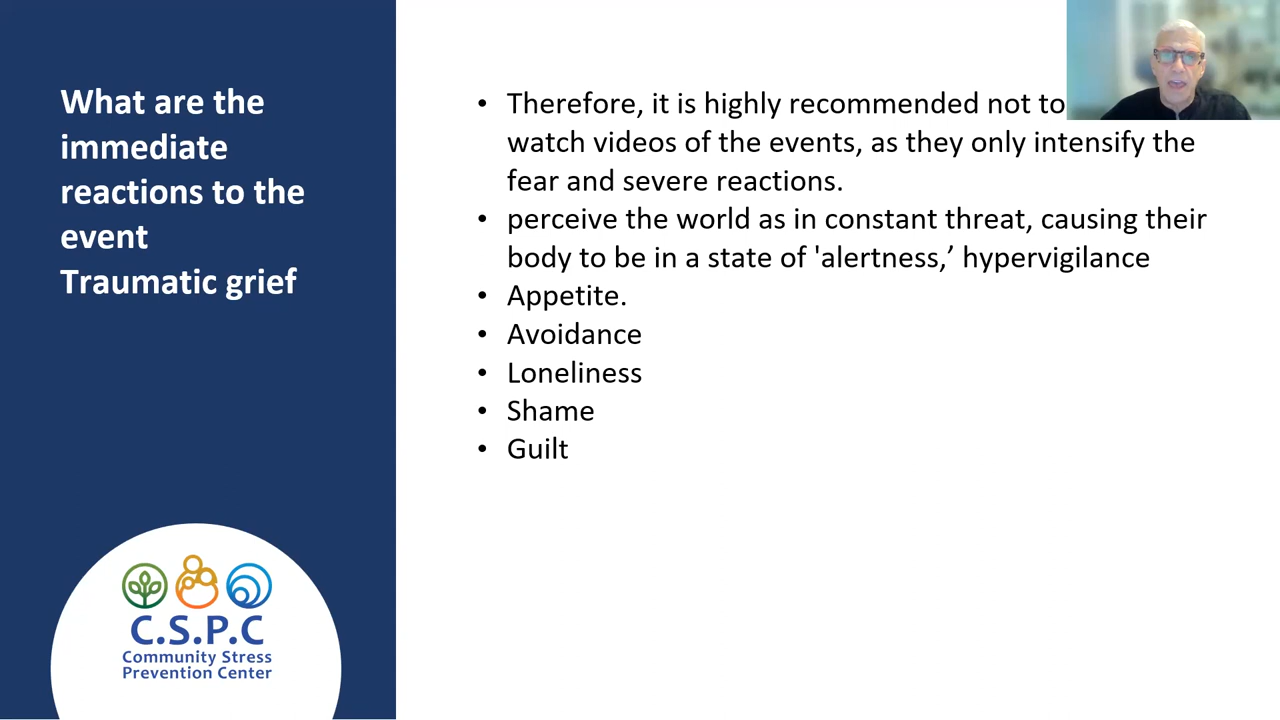 What are the
immediate
reactions to the
event
Traumatic grief
• Therefore, it is highly recommended not to
watch videos of the events, as they only intensify the
fear and severe reactions.
• perceive the world as in constant threat, causing their
body to be in a state of 'alertness,’ hypervigilance
• Appetite.
• Avoidance
• Loneliness
• Shame
• Guilt
C.S.P.C
Community Stress
Prevention Center